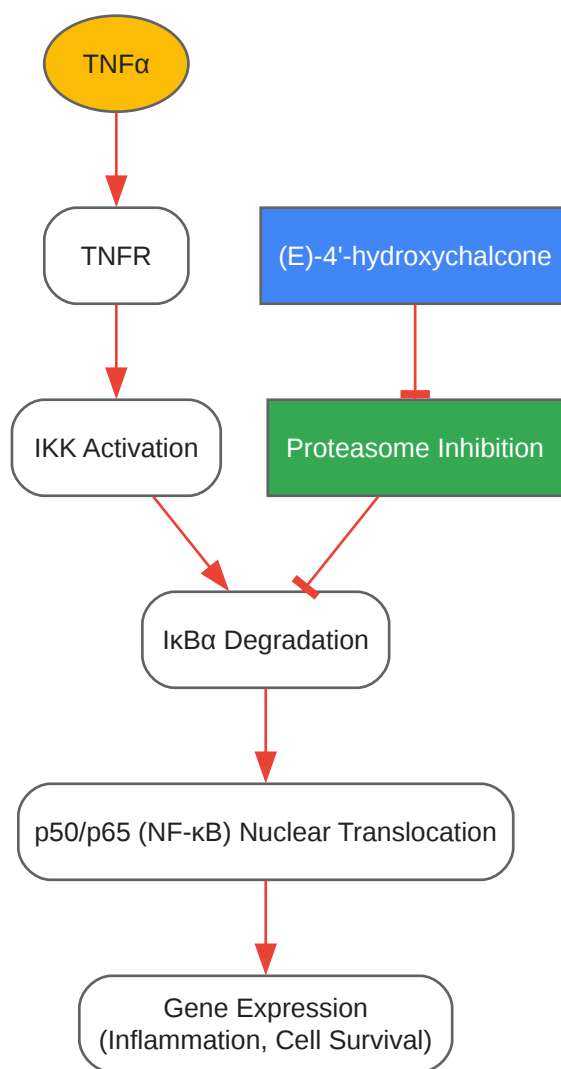 TNFα
TNFR
(E)-4'-hydroxychalcone
IKK Activation
Proteasome Inhibition
IκBα Degradation
p50/p65 (NF-κB) Nuclear Translocation
Gene Expression
(Inflammation, Cell Survival)